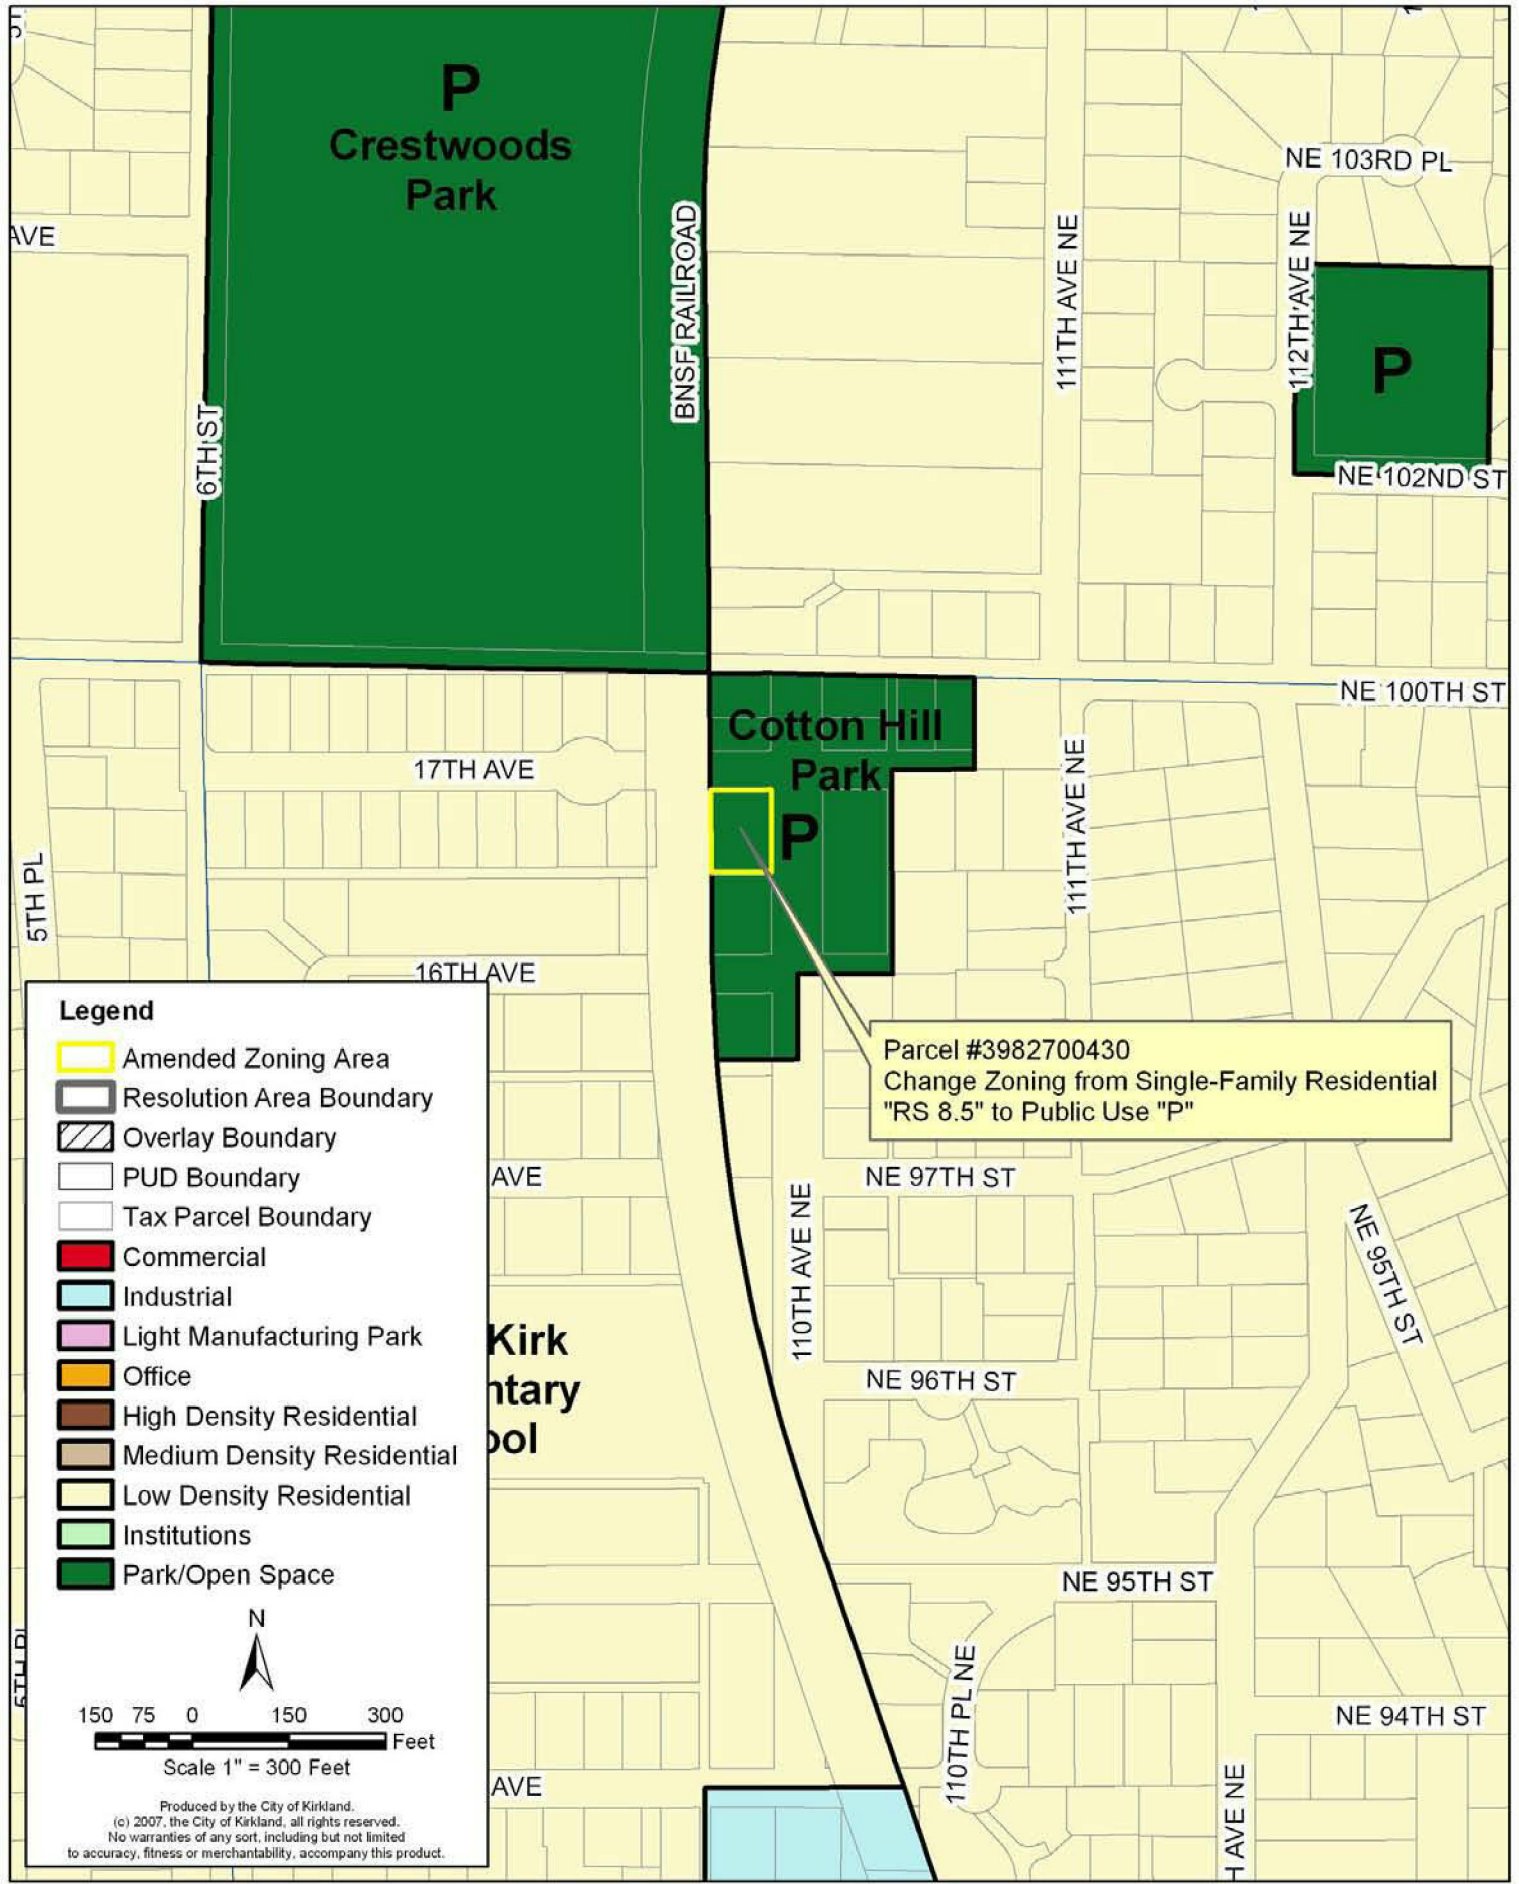 P
Crestwoods
Park
NE 103RD PL
AVE
BNSF RAILROAD
111TH AVE NE
112TH AVE NE
P
6TH ST
NE 102ND ST
NE 100TH ST
Cotton Hill
Park
P
17TH AVE
111TH AVE NE
5TH PL
16TH AVE
Parcel #3982700430
Change Zoning from Single-Family Residential
"RS 8.5" to Public Use "P"
AVE
NE 97TH ST
110TH AVE NE
NE 95TH ST
Kirk
ntary
ool
NE 96TH ST
NE 95TH ST
110TH PL NE
NE 94TH ST
AVE
H AVE NE
Legend
Amended Zoning Area
Resolution Area Boundary
Overlay Boundary
PUD Boundary
Tax Parcel Boundary
Commercial
Industrial
Light Manufacturing Park
Office
High Density Residential
Medium Density Residential
Low Density Residential
Institutions
Park/Open Space
N
150 75 0 150 300
Feet
Scale 1" = 300 Feet
Produced by the City of Kirkland.
(c) 2007, the City of Kirkland, all rights reserved.
No warranties of any sort, including but not limited
to accuracy, fitness or merchantability, accompany this product.